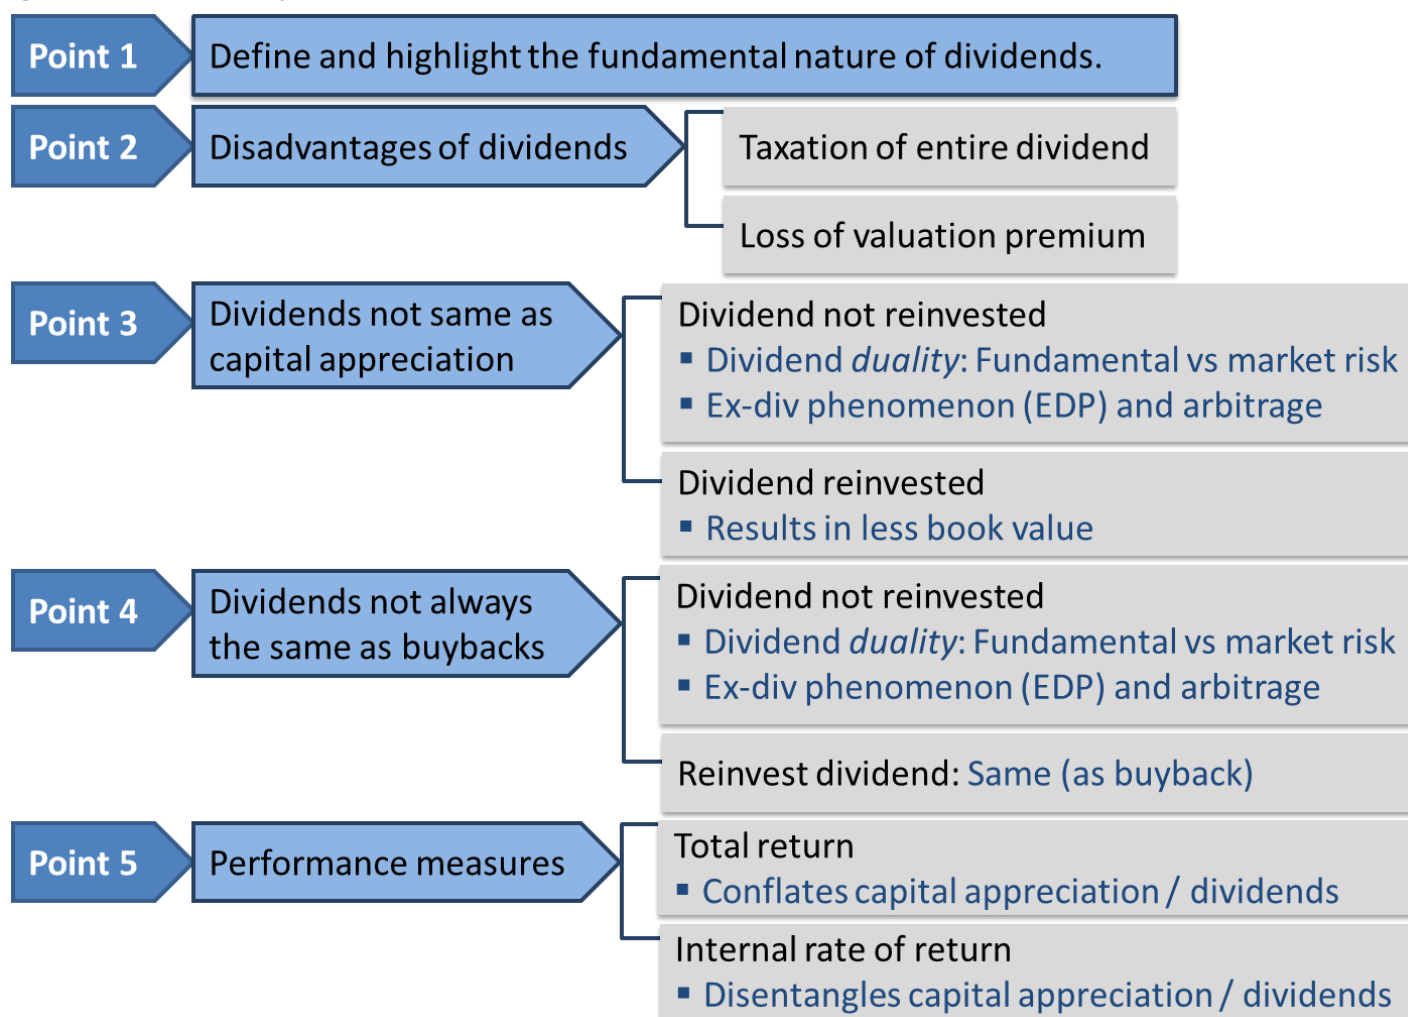 Point 1
Define and highlight the fundamental nature of dividends.
Point 2
Disadvantages of dividends
Taxation of entire dividend
Loss of valuation premium
Point 3
Dividends not same as
capital appreciation
Dividend not reinvested
▪ Dividend duality: Fundamental vs market risk
▪ Ex-div phenomenon (EDP) and arbitrage
Dividend reinvested
▪ Results in less book value
Point 4
Dividends not always
the same as buybacks
Dividend not reinvested
▪ Dividend duality: Fundamental vs market risk
▪ Ex-div phenomenon (EDP) and arbitrage
Reinvest dividend: Same (as buyback)
Point 5
Performance measures
Total return
▪ Conflates capital appreciation / dividends
Internal rate of return
▪ Disentangles capital appreciation / dividends